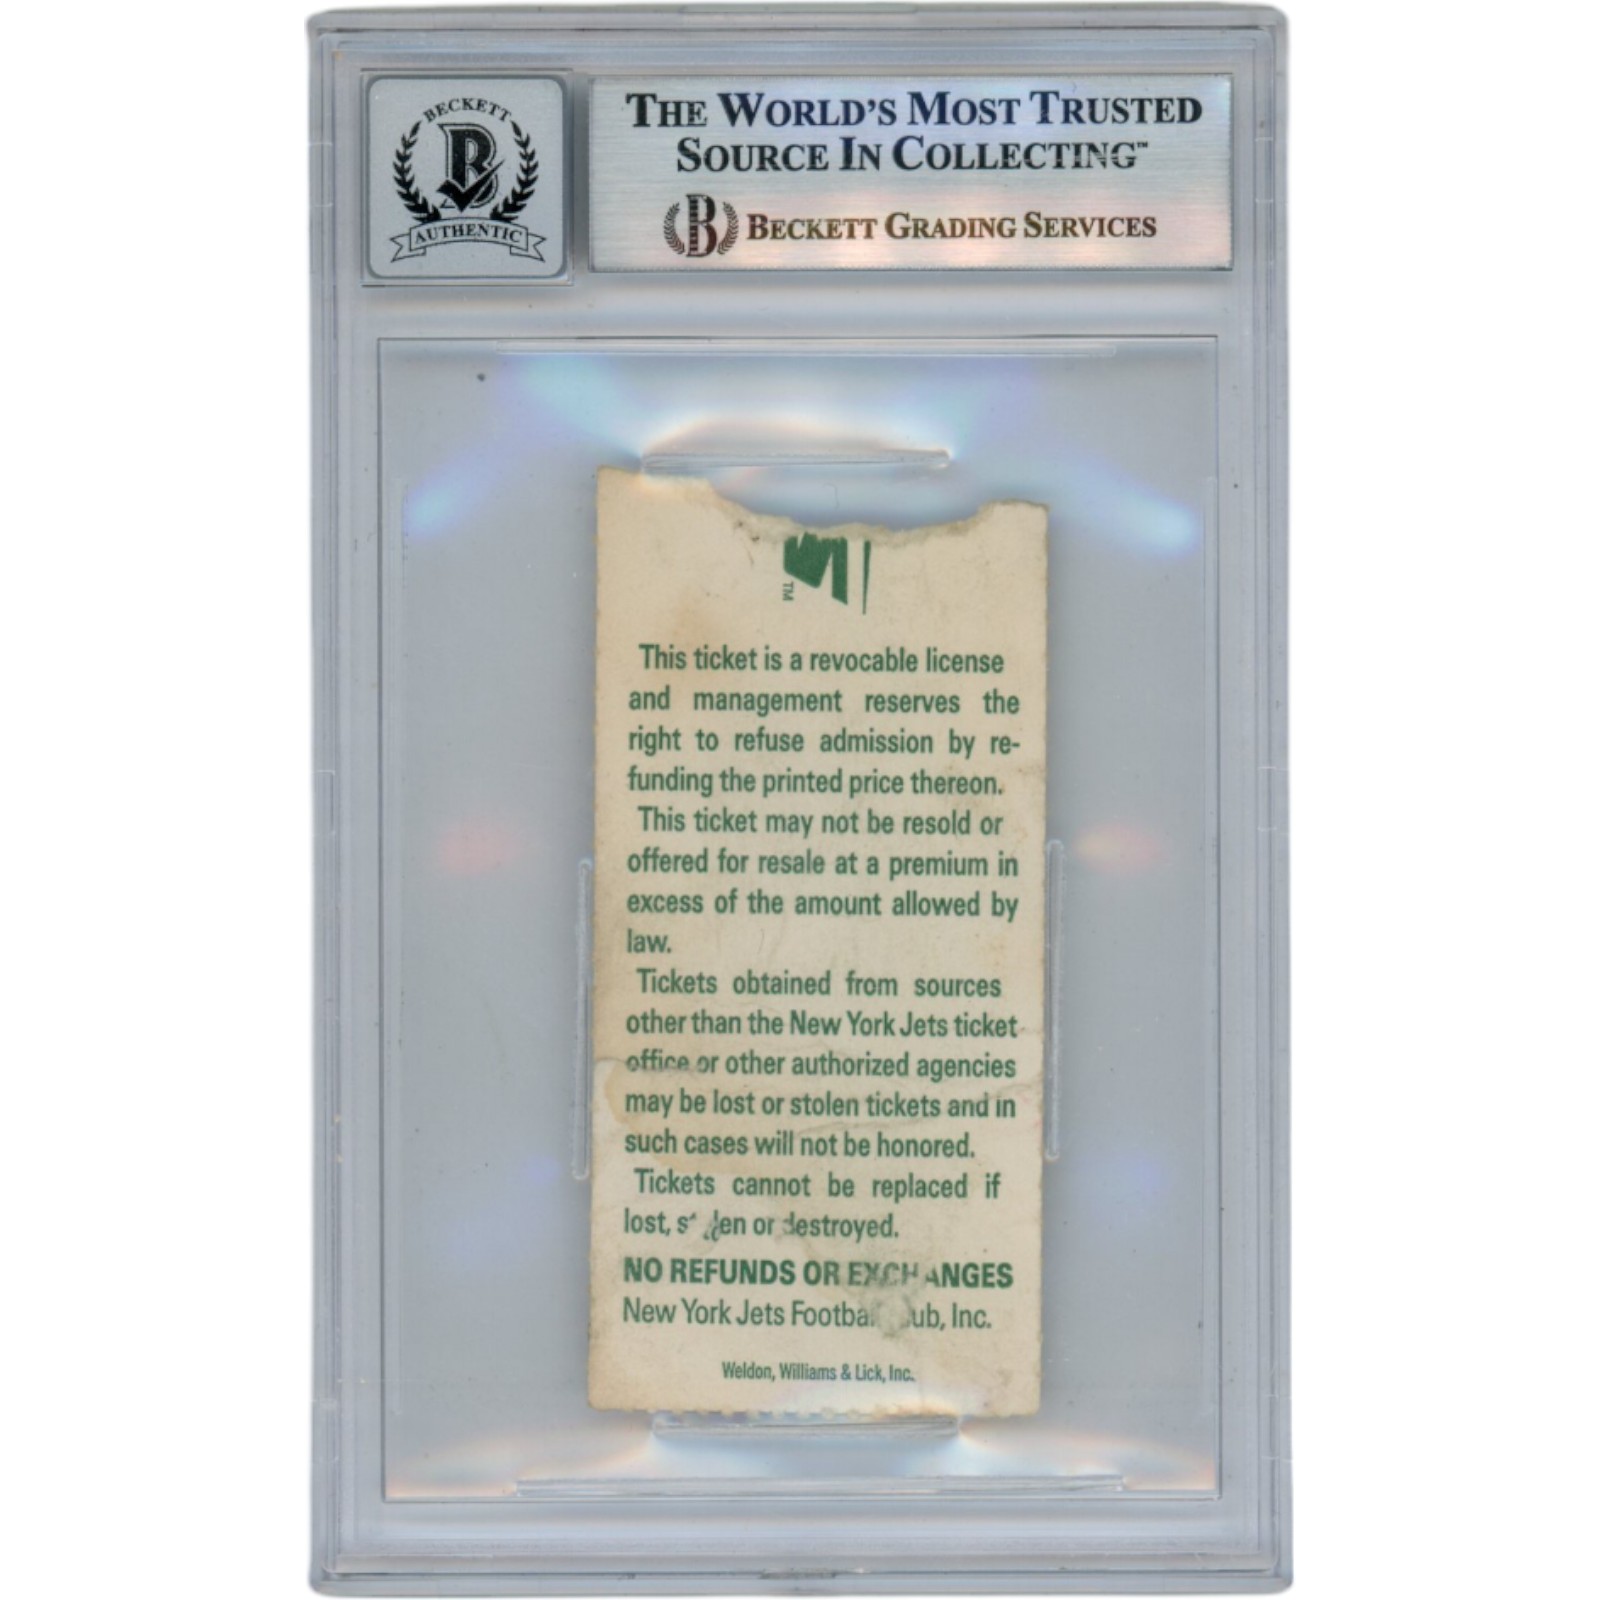 BECKETT
B
AUTHENTIC
THE WORLD'S MOST TRUSTED
SOURCE IN COLLECTING™
B BECKETT GRADING SERVICES
TM
This ticket is a revocable license
and management reserves the
right to refuse admission by re-
funding the printed price thereon.
This ticket may not be resold or
offered for resale at a premium in
excess of the amount allowed by
law.
Tickets obtained from sources
other than the New York Jets ticket
office or other authorized agencies
may be lost or stolen tickets and in
such cases will not be honored.
Tickets cannot be replaced if
lost, stolen or destroyed.
NO REFUNDS OR EXCHANGES
New York Jets Football Club, Inc.
Weldon, Williams & Lick, Inc.